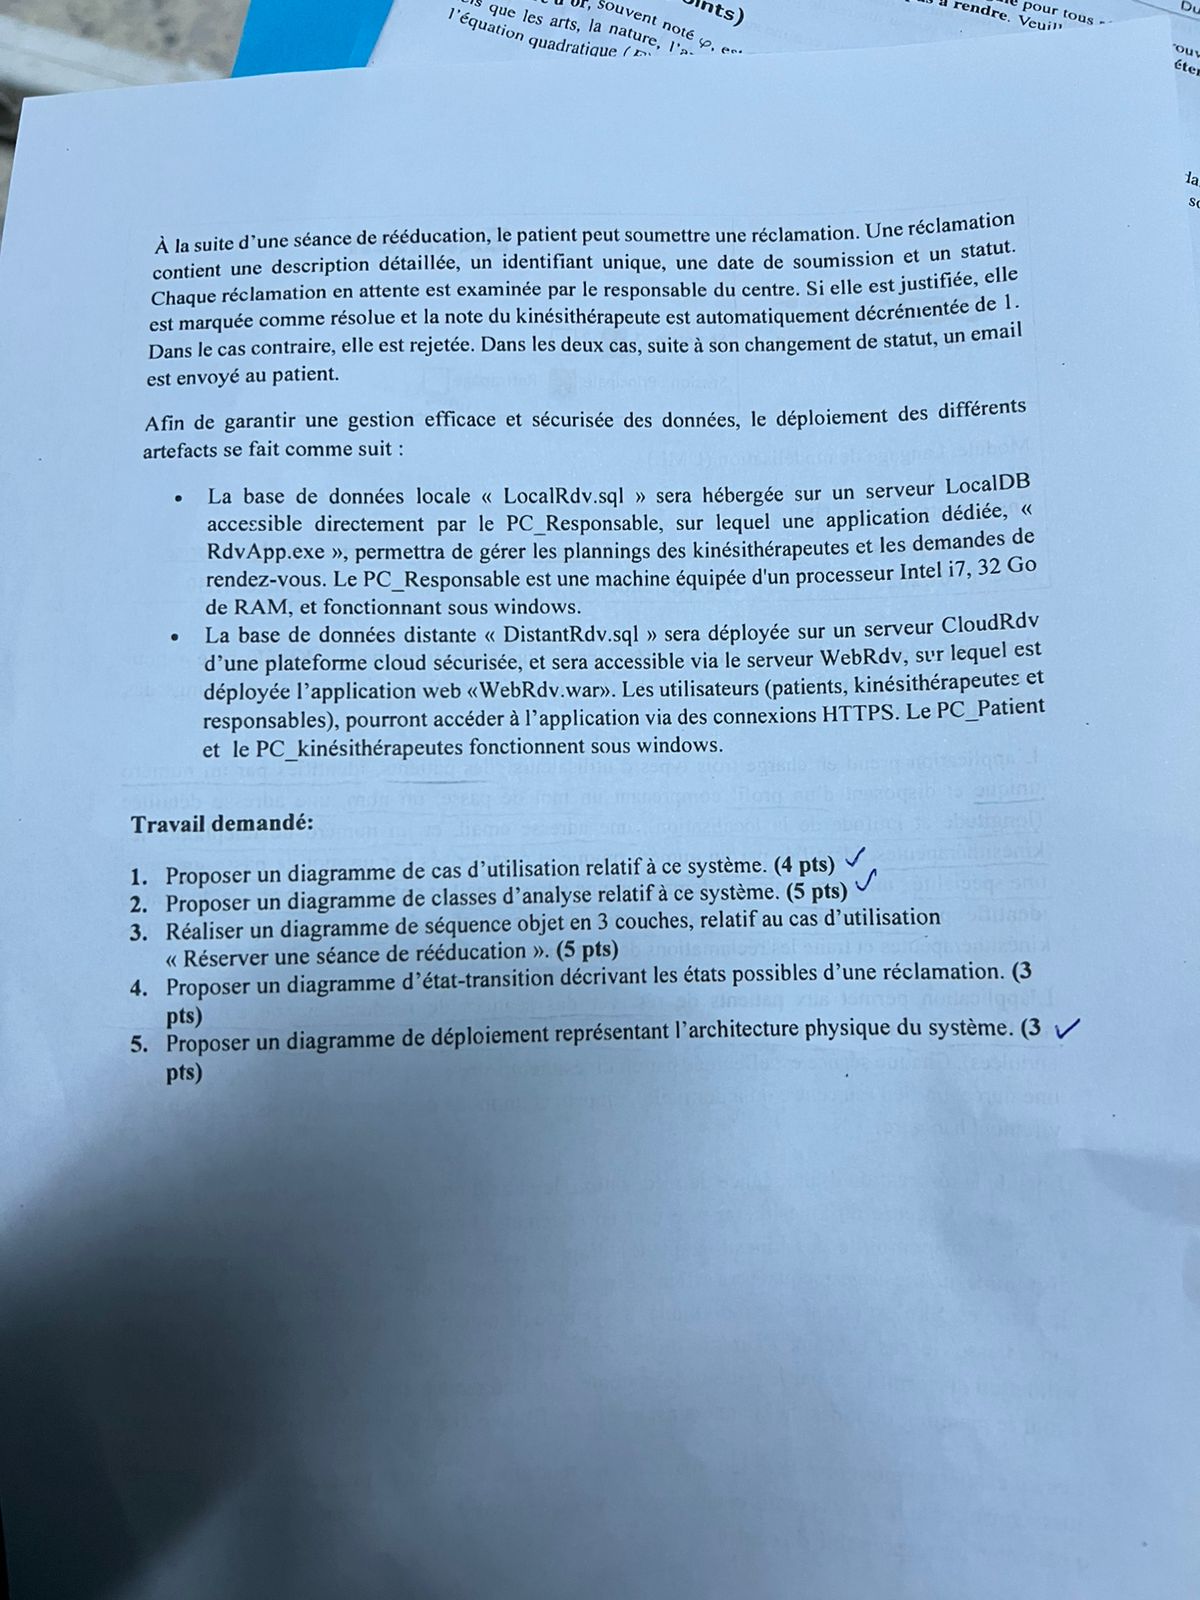 or, souvent noté φ,
que les arts, la nature,
l'équation quadratique
pour tous
à rendre.
À la suite d'une séance de rééducation, le patient peut soumettre une réclamation. Une réclamation
contient une description détaillée, un identifiant unique, une date de soumission et un statut.
Chaque réclamation en attente est examinée par le responsable du centre. Si elle est justifiée, elle
est marquée comme résolue et la note du kinésithérapeute est automatiquement décrémentée de 1.
Dans le cas contraire, elle est rejetée. Dans les deux cas, suite à son changement de statut, un email
est envoyé au patient.
Afin de garantir une gestion efficace et sécurisée des données, le déploiement des différents
artefacts se fait comme suit :
• La base de données locale « LocalRdv.sql » sera hébergée sur un serveur LocalDB
accessible directement par le PC_Responsable, sur lequel une application dédiée, «
RdvApp.exe », permettra de gérer les plannings des kinésithérapeutes et les demandes de
rendez-vous. Le PC_Responsable est une machine équipée d'un processeur Intel i7, 32 Go
de RAM, et fonctionnant sous windows.
• La base de données distante « DistantRdv.sql » sera déployée sur un serveur CloudRdv
d'une plateforme cloud sécurisée, et sera accessible via le serveur WebRdv, sur lequel est
déployée l'application web «WebRdv.war». Les utilisateurs (patients, kinésithérapeutes et
responsables), pourront accéder à l'application via des connexions HTTPS. Le PC_Patient
et le PC_kinésithérapeutes fonctionnent sous windows.
Travail demandé:
1. Proposer un diagramme de cas d'utilisation relatif à ce système. (4 pts)
2. Proposer un diagramme de classes d'analyse relatif à ce système. (5 pts)
3. Réaliser un diagramme de séquence objet en 3 couches, relatif au cas d'utilisation
« Réserver une séance de rééducation ». (5 pts)
4. Proposer un diagramme d'état-transition décrivant les états possibles d'une réclamation. (3
pts)
5. Proposer un diagramme de déploiement représentant l'architecture physique du système. (3
pts)